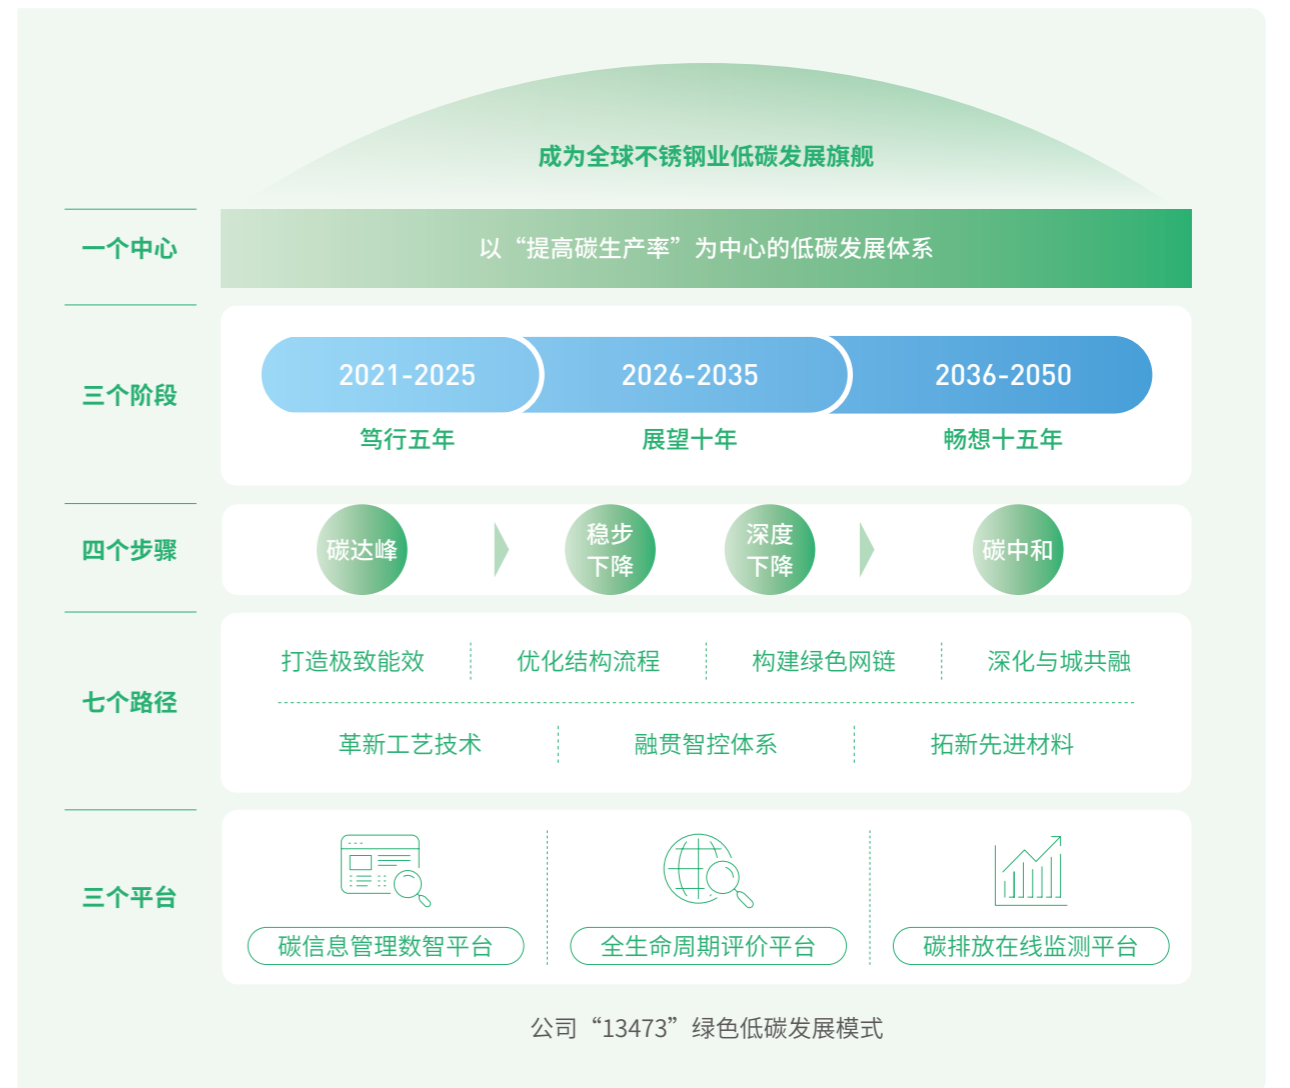 成为全球不锈钢业低碳发展旗舰
一个中心
以“提高碳生产率”为中心的低碳发展体系
三个阶段
2021-2025
2026-2035
2036-2050
笃行五年
展望十年
畅想十五年
四个步骤
碳达峰
稳步
下降
深度
下降
碳中和
七个路径
打造极致能效
优化结构流程
构建绿色网链
深化与城共融
革新工艺技术
融贯智控体系
拓新先进材料
三个平台
碳信息管理数智平台
全生命周期评价平台
碳排放在线监测平台
公司“13473”绿色低碳发展模式